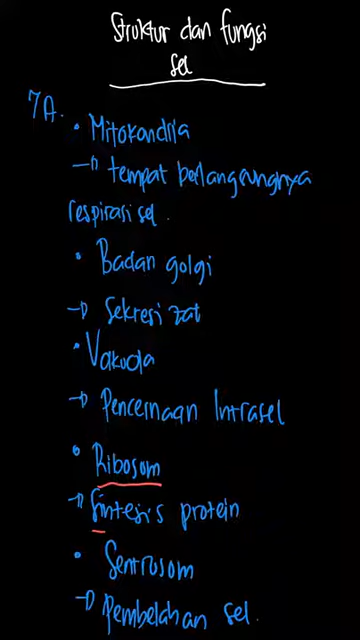 Struktur dan fungsi
sel
7A.
• Mitokondria
→ tempat berlangsungnya
respirasi sel.
• Badan golgi
→ Sekresi zat
• Vakuola
→ Pencernaan Intrasel
• Ribosom
→ Sintesis protein
• Sentrosom
→ Pembelahan sel.